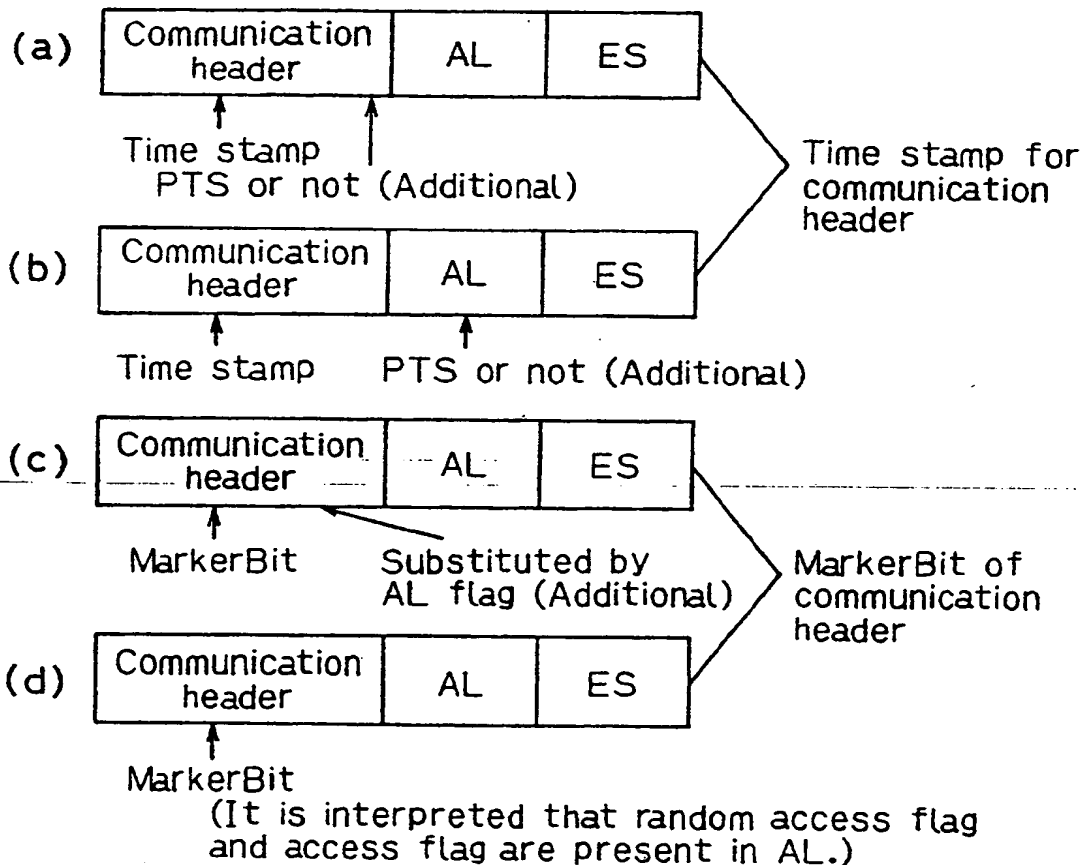 (a)
Communication
header
AL
ES
Time stamp
PTS or not (Additional)
Time stamp for
communication
header
(b)
Communication
header
AL
ES
Time stamp
PTS or not (Additional)
(c)
Communication
header
AL
ES
MarkerBit
Substituted by
AL flag (Additional)
MarkerBit of
communication
header
(d)
Communication
header
AL
ES
MarkerBit
(It is interpreted that random access flag
and access flag are present in AL.)